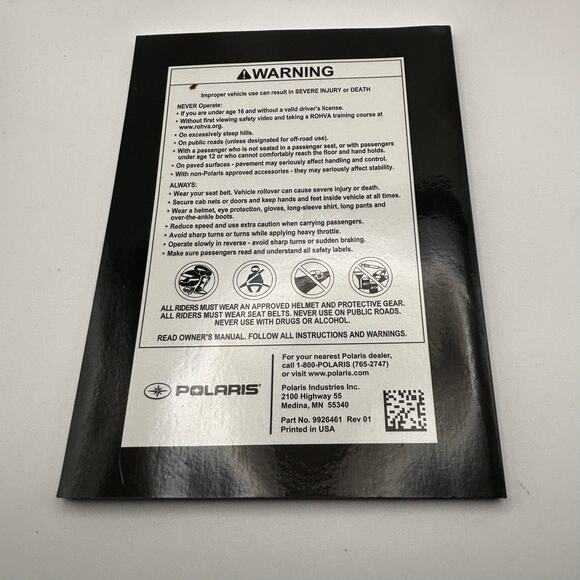 WARNING
Improper vehicle use can result in SEVERE INJURY or DEATH
NEVER Operate:
• If you are under age 16 and without a valid driver's license.
• Without first viewing safety video and taking a ROHVA training course at
www.rohva.org.
• On excessively steep hills.
• On public roads (unless designated for off-road use).
• With a passenger who is not seated in a passenger seat, or with passengers
under age 12 or who cannot comfortably reach the floor and hand holds.
• On paved surfaces - pavement may seriously affect handling and control.
• With non-Polaris approved accessories - they may seriously affect stability.
ALWAYS:
• Wear your seat belt. Vehicle rollover can cause severe injury or death.
• Secure cab nets or doors and keep hands and feet inside vehicle at all times.
• Wear a helmet, eye protection, gloves, long-sleeve shirt, long pants and
over-the-ankle boots.
• Reduce speed and use extra caution when carrying passengers.
• Avoid sharp turns or turns while applying heavy throttle.
• Operate slowly in reverse - avoid sharp turns or sudden braking.
• Make sure passengers read and understand all safety labels.
ALL RIDERS MUST WEAR AN APPROVED HELMET AND PROTECTIVE GEAR.
ALL RIDERS MUST WEAR SEAT BELTS. NEVER USE ON PUBLIC ROADS.
NEVER USE WITH DRUGS OR ALCOHOL.
READ OWNER'S MANUAL. FOLLOW ALL INSTRUCTIONS AND WARNINGS.
POLARIS
For your nearest Polaris dealer,
call 1-800-POLARIS (765-2747)
or visit www.polaris.com
Polaris Industries Inc.
2100 Highway 55
Medina, MN 55340
Part No. 9926461 Rev 01
Printed in USA